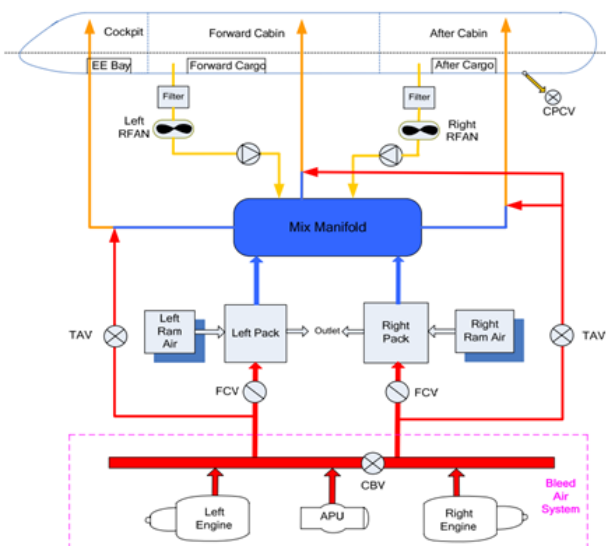 Cockpit
Forward Cabin
After Cabin
EE Bay
Forward Cargo
After Cargo
CPCV
Filter
Filter
Left
RFAN
Right
RFAN
Mix Manifold
Left
Ram
Air
Left Pack
Outlet
Right
Pack
Right
Ram Air
TAV
TAV
FCV
FCV
CBV
Bleed
Air
System
Left
Engine
APU
Right
Engine